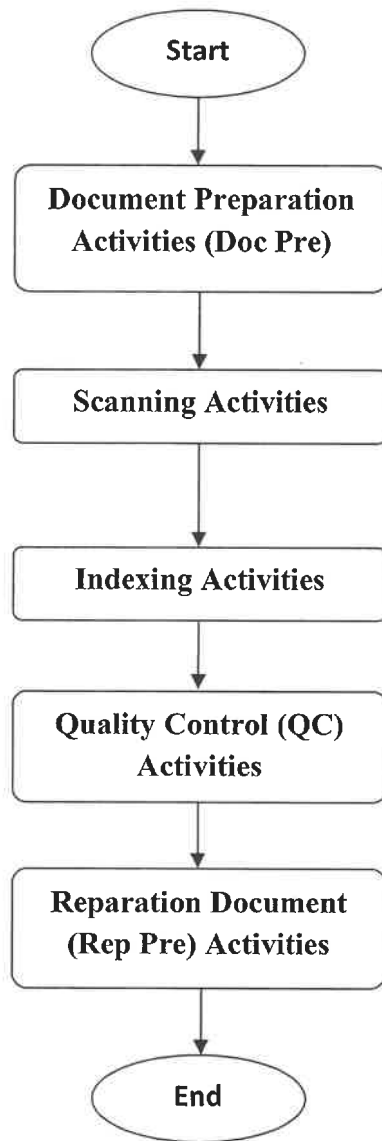 Start
Document Preparation
Activities (Doc Pre)
Scanning Activities
Indexing Activities
Quality Control (QC)
Activities
Reparation Document
(Rep Pre) Activities
End